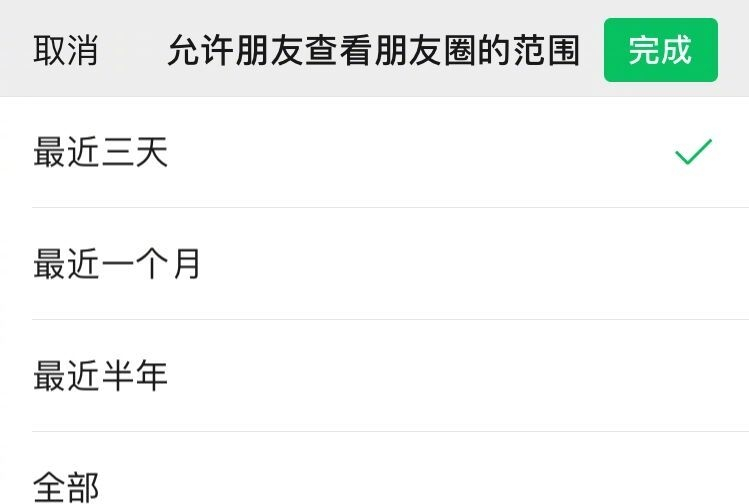 取消 允许朋友查看朋友圈的范围 完成
最近三天
最近一个月
最近半年
全部